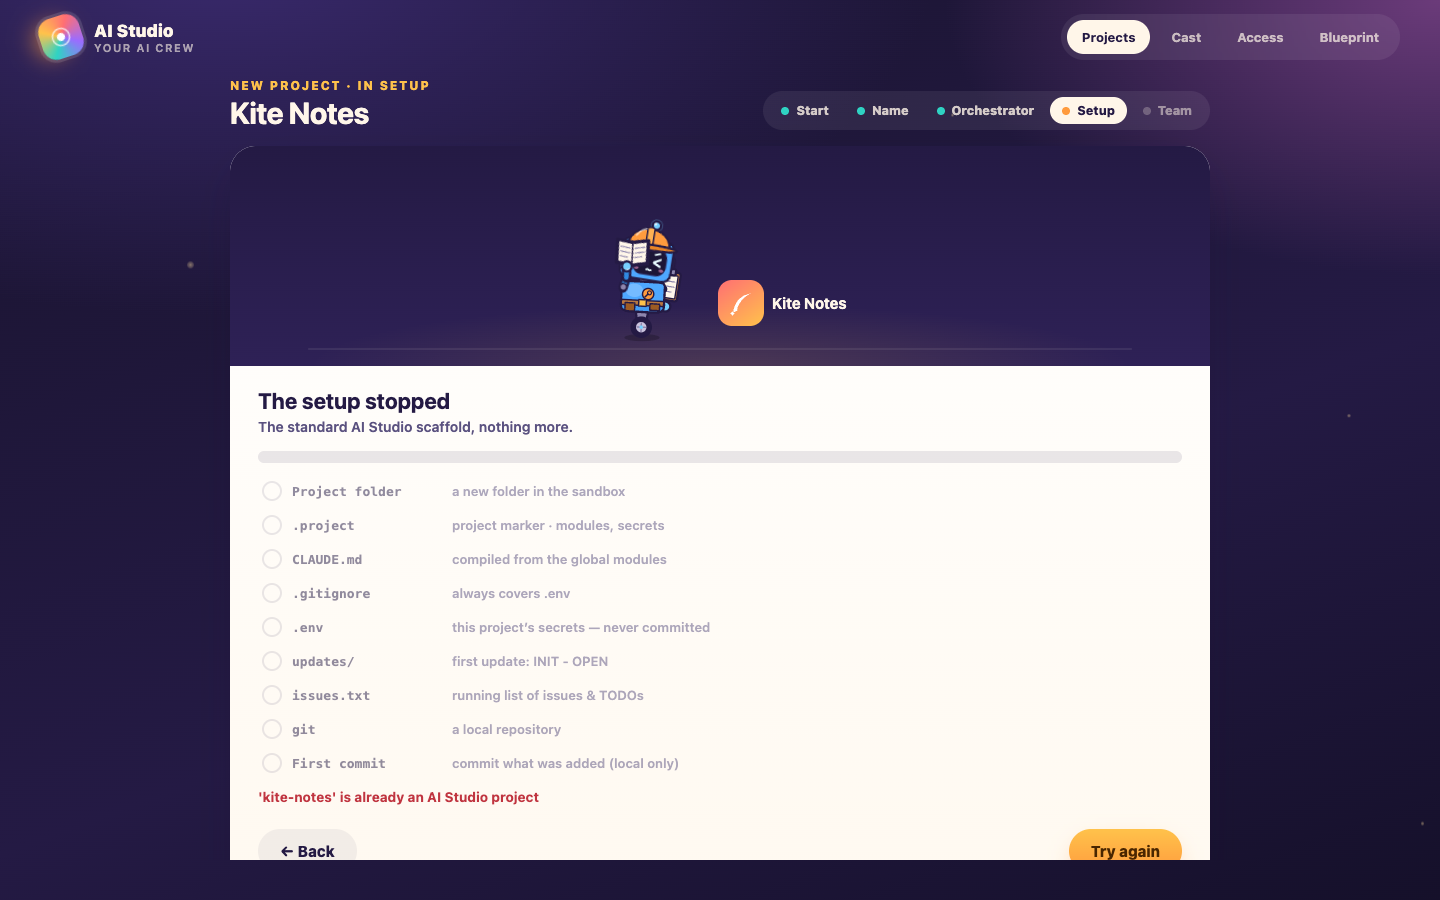 AI Studio
YOUR AI CREW
Projects
Cast
Access
Blueprint
NEW PROJECT · IN SETUP
Kite Notes
Start
Name
Orchestrator
Setup
Team
Kite Notes
The setup stopped
The standard AI Studio scaffold, nothing more.
Project folder a new folder in the sandbox
.project project marker · modules, secrets
CLAUDE.md compiled from the global modules
.gitignore always covers .env
.env this project's secrets — never committed
updates/ first update: INIT - OPEN
issues.txt running list of issues & TODOs
git a local repository
First commit commit what was added (local only)
'kite-notes' is already an AI Studio project
← Back
Try again